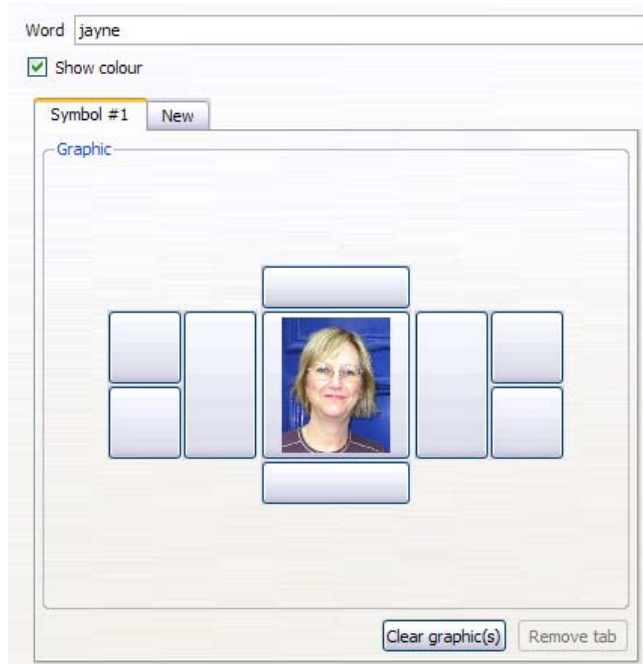 Word jayne
Show colour
Symbol #1 New
Graphic
Clear graphic(s) Remove tab